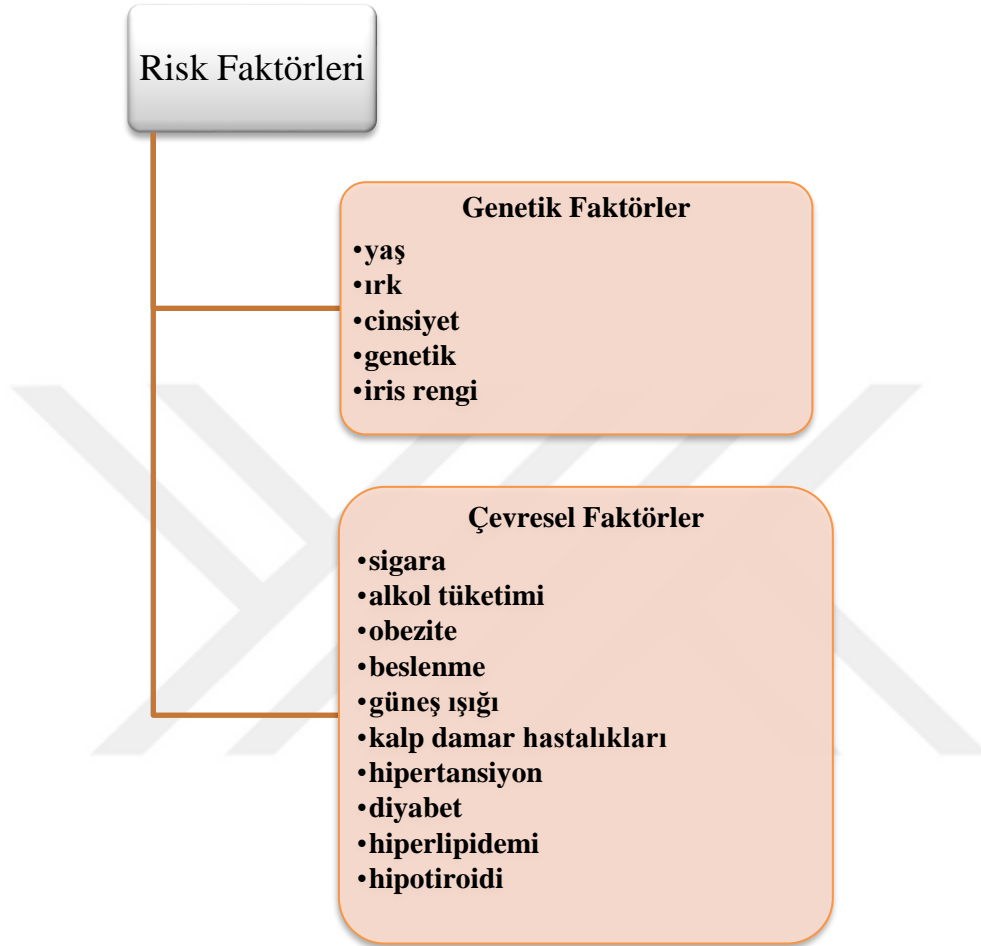 Risk Faktörleri
Genetik Faktörler
•yaş
•ırk
•cinsiyet
•genetik
•iris rengi
Çevresel Faktörler
•sigara
•alkol tüketimi
•obezite
•beslenme
•güneş ışığı
•kalp damar hastalıkları
•hipertansiyon
•diyabet
•hiperlipidemi
•hipotiroidi